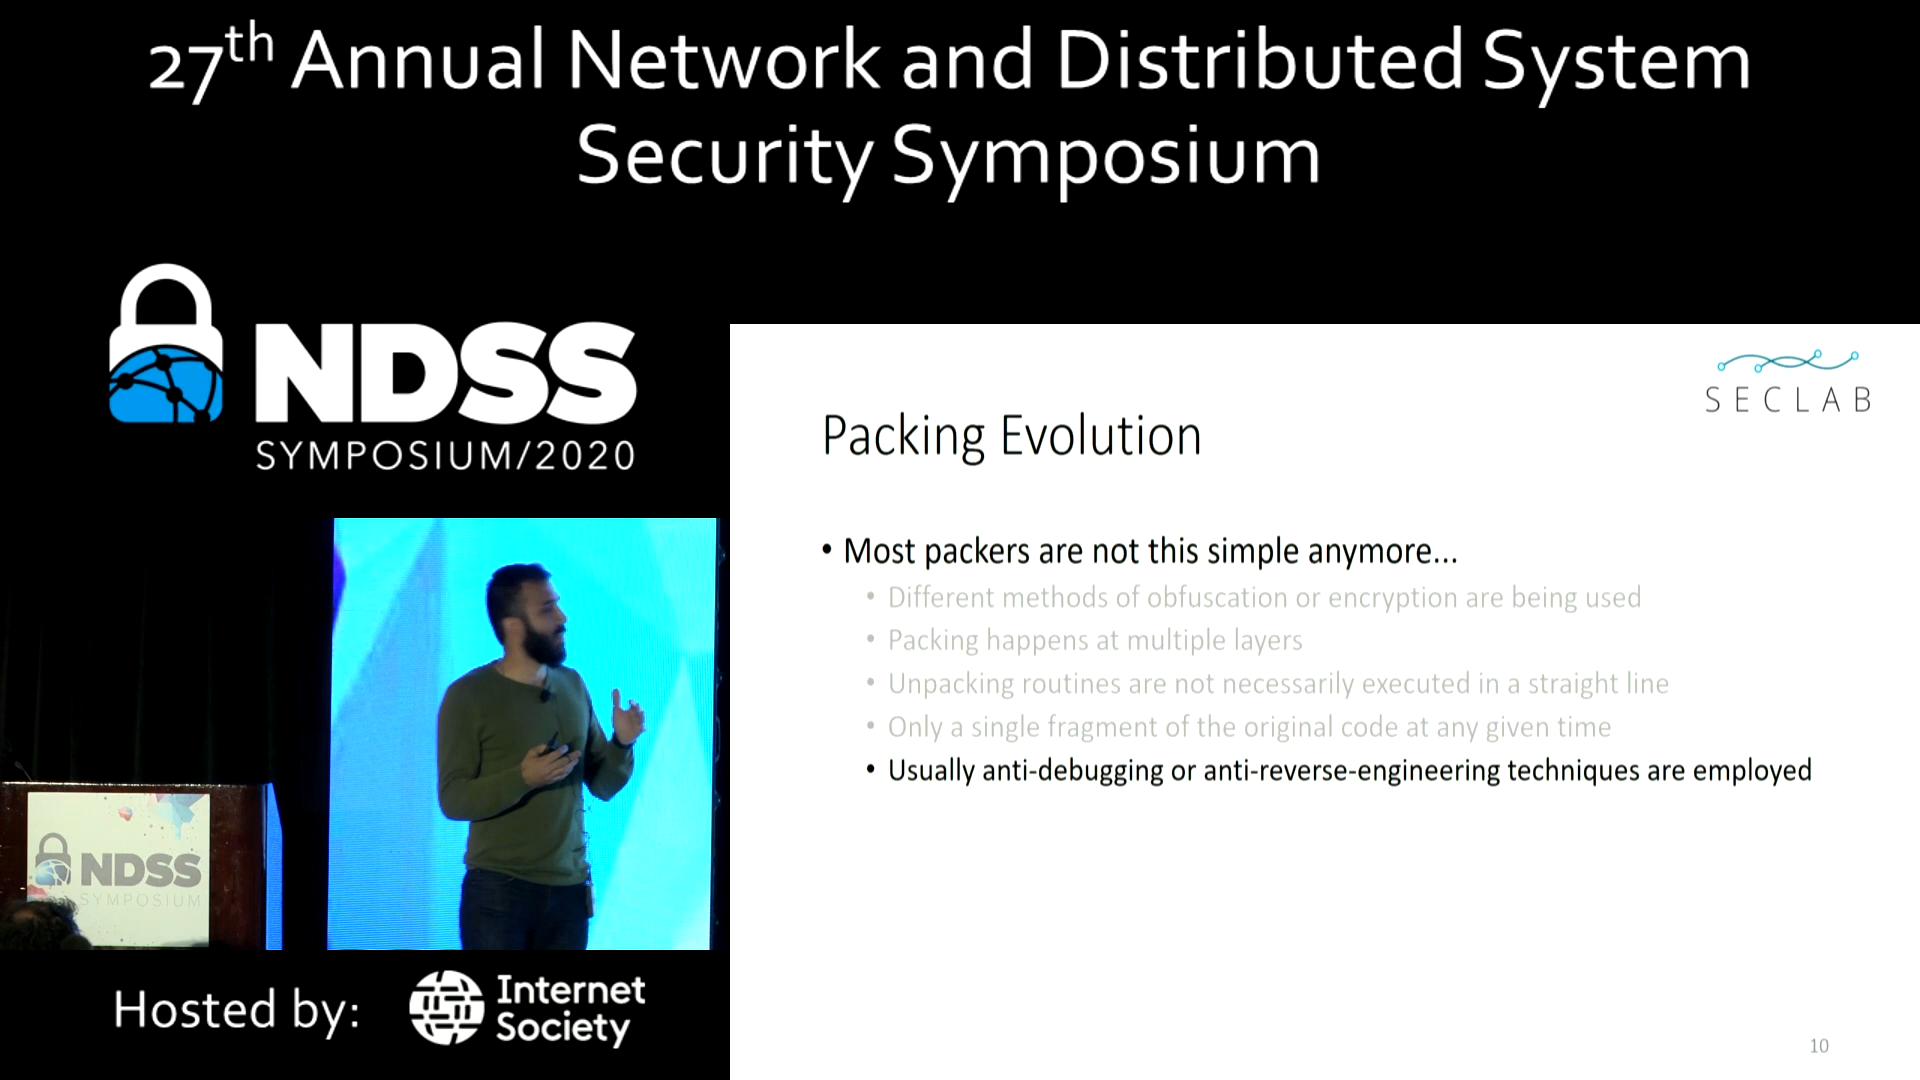 27th Annual Network and Distributed System
Security Symposium
NDSS
SYMPOSIUM/2020
SECLAB
Packing Evolution
• Most packers are not this simple anymore...
• Different methods of obfuscation or encryption are being used
• Packing happens at multiple layers
• Unpacking routines are not necessarily executed in a straight line
• Only a single fragment of the original code at any given time
• Usually anti-debugging or anti-reverse-engineering techniques are employed
NDSS
SYMPOSIUM
Hosted by:
Internet
Society
10